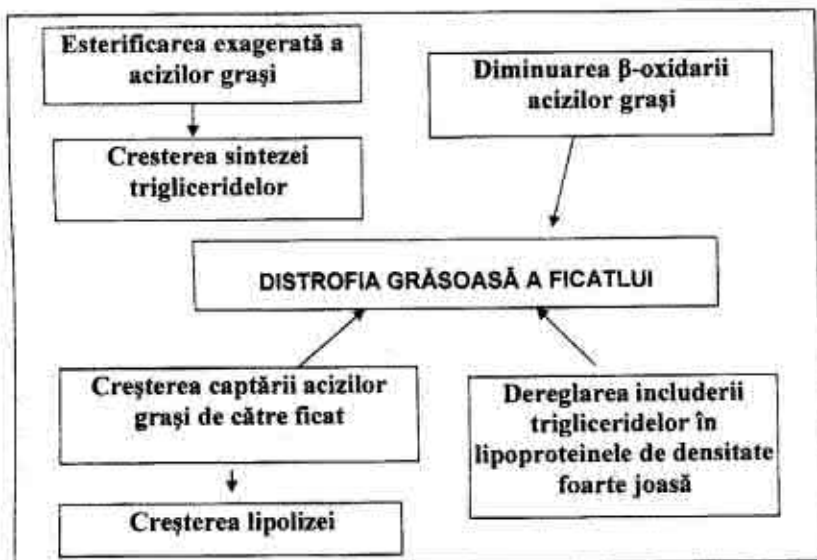 Esterificarea exagerată a
acizilor grași
Diminuarea β-oxidarii
acizilor grași
Cresterea sintezei
trigliceridelor
DISTROFIA GRĂSOASĂ A FICATLUI
Creșterea captării acizilor
grași de către ficat
Dereglarea includerii
trigliceridelor în
lipoproteinele de densitate
foarte joasă
Creșterea lipolizei